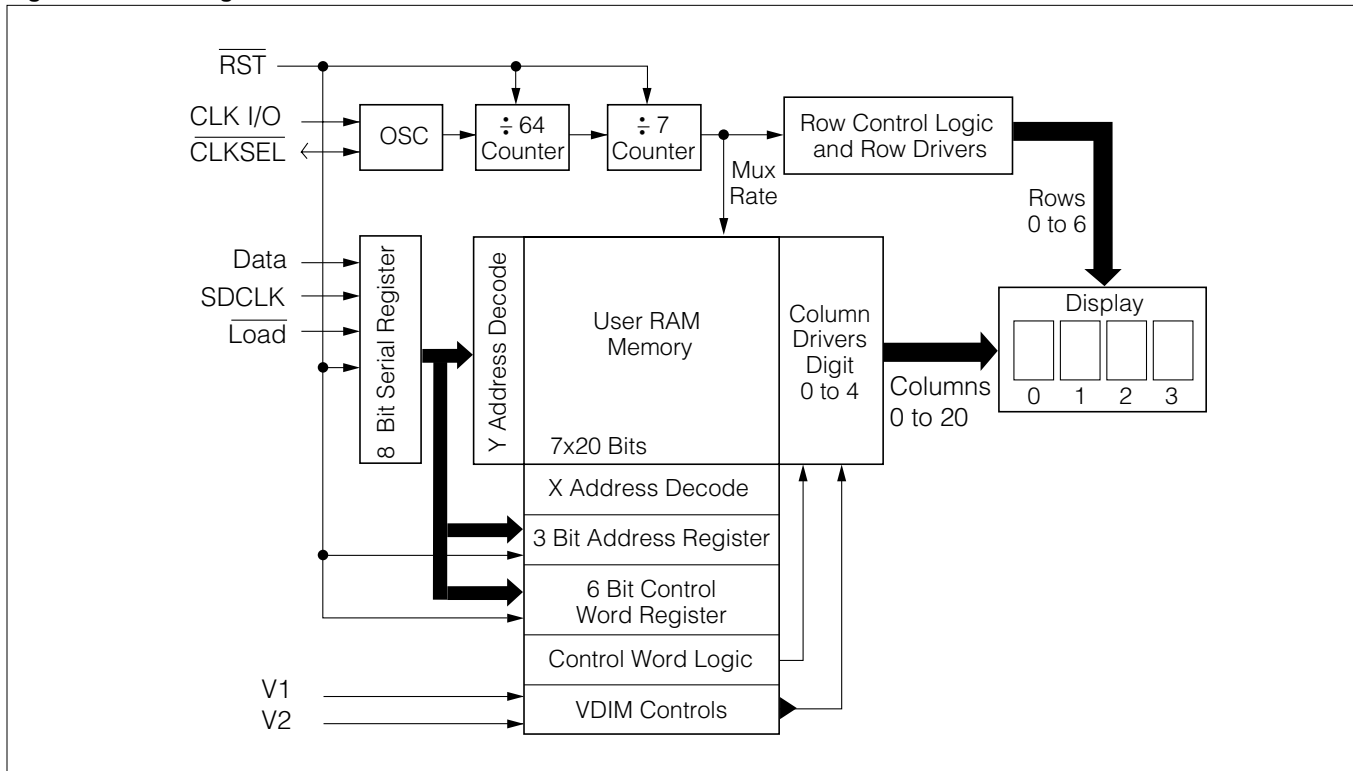 RST
CLK I/O
CLKSEL
OSC
÷ 64
Counter
÷ 7
Counter
Row Control Logic
and Row Drivers
Mux
Rate
Rows
0 to 6
Data
SDCLK
Load
8 Bit Serial Register
Y Address Decode
User RAM
Memory
7x20 Bits
Column
Drivers
Digit
0 to 4
Columns
0 to 20
Display
0 1 2 3
X Address Decode
3 Bit Address Register
6 Bit Control
Word Register
Control Word Logic
VDIM Controls
V1
V2